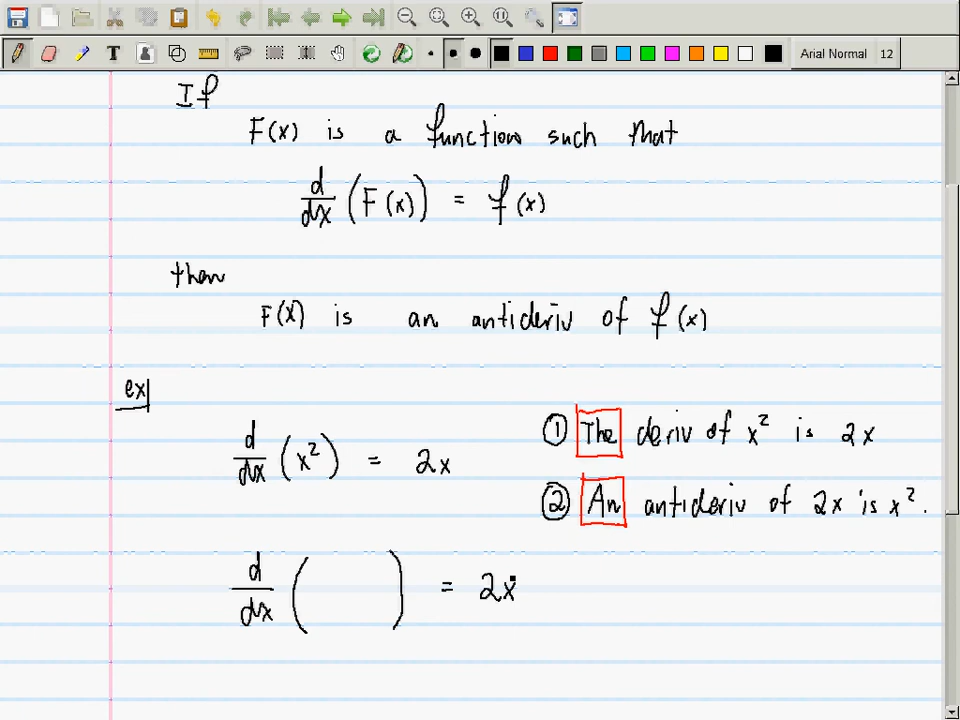 Arial Normal 12
If
F(x) is a function such that
d/dx (F(x)) = f(x)
then
F(x) is an antideriv of f(x)
ex
d/dx (x²) = 2x
① The deriv of x² is 2x
② An antideriv of 2x is x².
d/dx ( ) = 2x